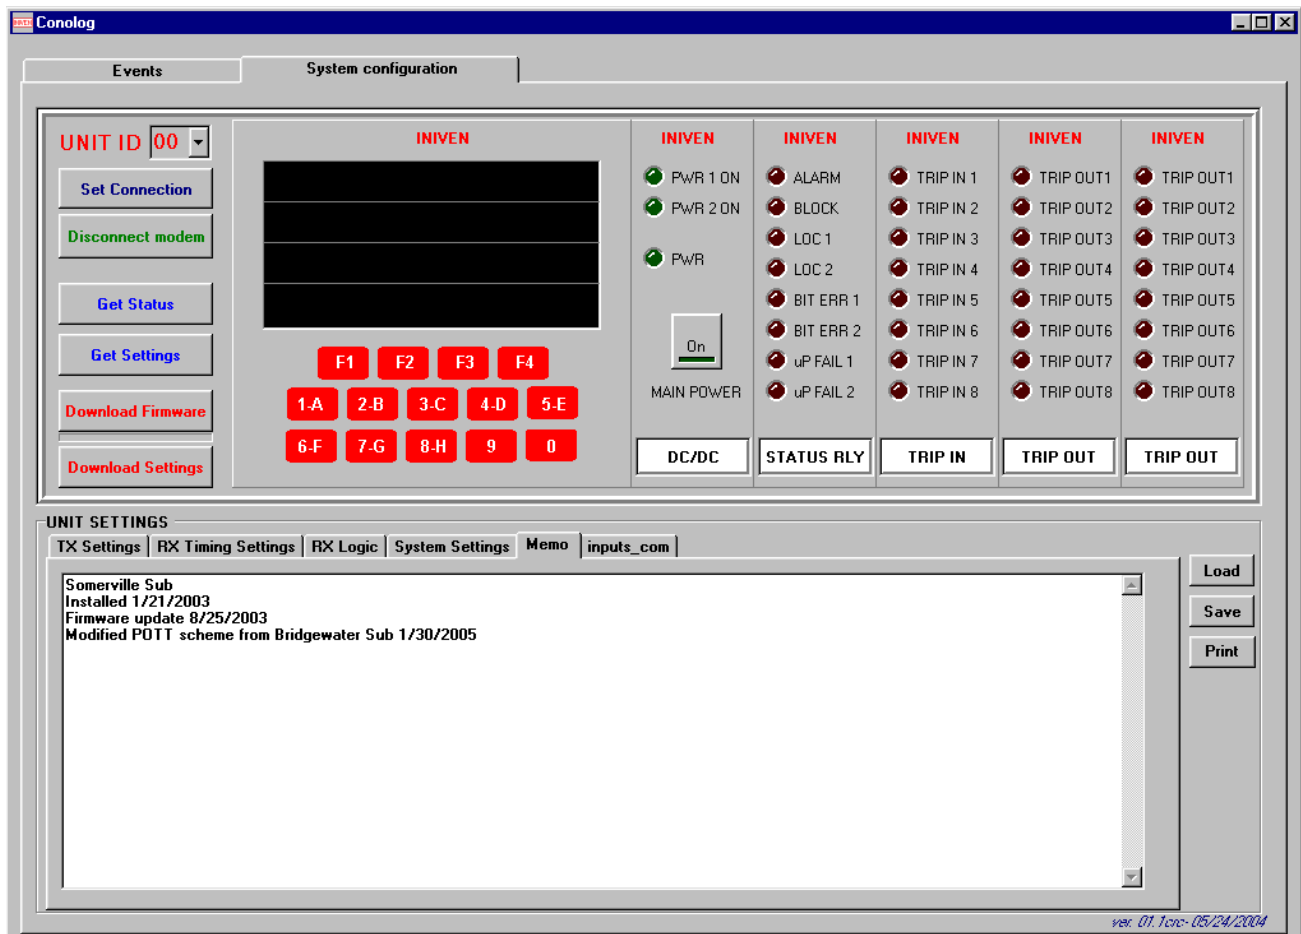 INIVEN Conolog
Events
System configuration
UNIT ID 00
Set Connection
Disconnect modem
Get Status
Get Settings
Download Firmware
Download Settings
INIVEN
F1 F2 F3 F4
1-A 2-B 3-C 4-D 5-E
6-F 7-G 8-H 9 0
INIVEN
PWR 1 ON
PWR 2 ON
PWR
On
MAIN POWER
DC/DC
INIVEN
ALARM
BLOCK
LOC 1
LOC 2
BIT ERR 1
BIT ERR 2
uP FAIL 1
uP FAIL 2
STATUS RLY
INIVEN
TRIP IN 1
TRIP IN 2
TRIP IN 3
TRIP IN 4
TRIP IN 5
TRIP IN 6
TRIP IN 7
TRIP IN 8
TRIP IN
INIVEN
TRIP OUT1
TRIP OUT2
TRIP OUT3
TRIP OUT4
TRIP OUT5
TRIP OUT6
TRIP OUT7
TRIP OUT8
TRIP OUT
INIVEN
TRIP OUT1
TRIP OUT2
TRIP OUT3
TRIP OUT4
TRIP OUT5
TRIP OUT6
TRIP OUT7
TRIP OUT8
TRIP OUT
UNIT SETTINGS
TX Settings RX Timing Settings RX Logic System Settings Memo inputs_com
Somerville Sub
Installed 1/21/2003
Firmware update 8/25/2003
Modified POTT scheme from Bridgewater Sub 1/30/2005
Load
Save
Print
ver. 01.1crc- 05/24/2004